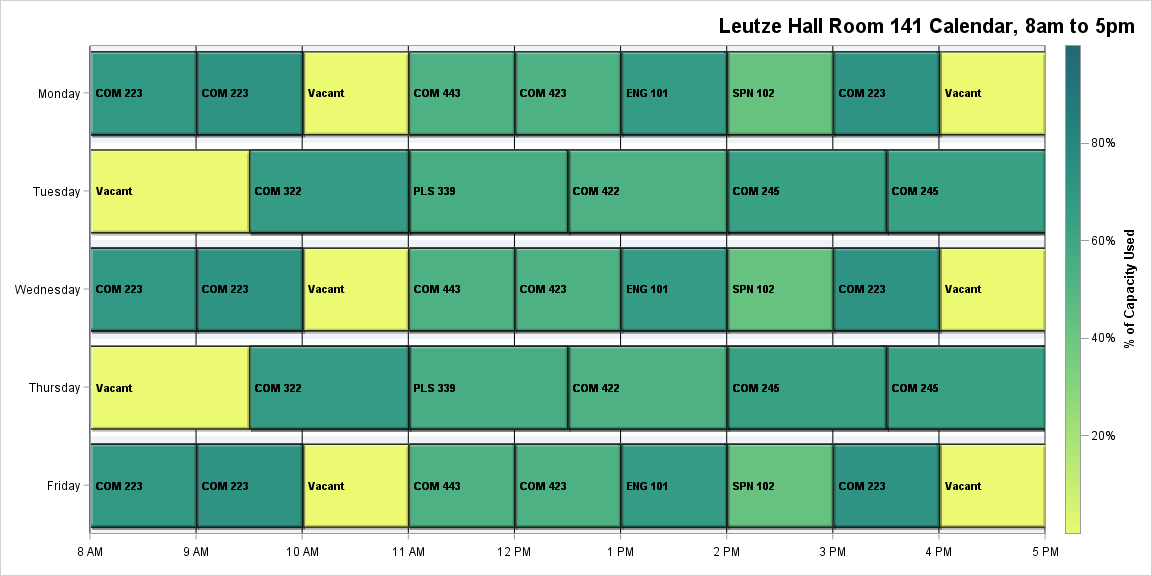 Leutze Hall Room 141 Calendar, 8am to 5pm
Monday
COM 223
COM 223
Vacant
COM 443
COM 423
ENG 101
SPN 102
COM 223
Vacant
Tuesday
Vacant
COM 322
PLS 339
COM 422
COM 245
COM 245
Wednesday
COM 223
COM 223
Vacant
COM 443
COM 423
ENG 101
SPN 102
COM 223
Vacant
Thursday
Vacant
COM 322
PLS 339
COM 422
COM 245
COM 245
Friday
COM 223
COM 223
Vacant
COM 443
COM 423
ENG 101
SPN 102
COM 223
Vacant
8 AM
9 AM
10 AM
11 AM
12 PM
1 PM
2 PM
3 PM
4 PM
5 PM
80%
60%
40%
20%
% of Capacity Used